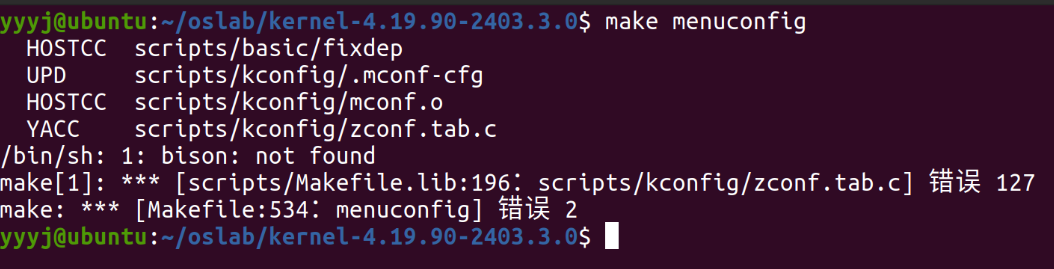 yyyj@ubuntu:~/oslab/kernel-4.19.90-2403.3.0$ make menuconfig
  HOSTCC  scripts/basic/fixdep
  UPD     scripts/kconfig/.mconf-cfg
  HOSTCC  scripts/kconfig/mconf.o
  YACC    scripts/kconfig/zconf.tab.c
/bin/sh: 1: bison: not found
make[1]: *** [scripts/Makefile.lib:196：scripts/kconfig/zconf.tab.c] 错误 127
make: *** [Makefile:534：menuconfig] 错误 2
yyyj@ubuntu:~/oslab/kernel-4.19.90-2403.3.0$